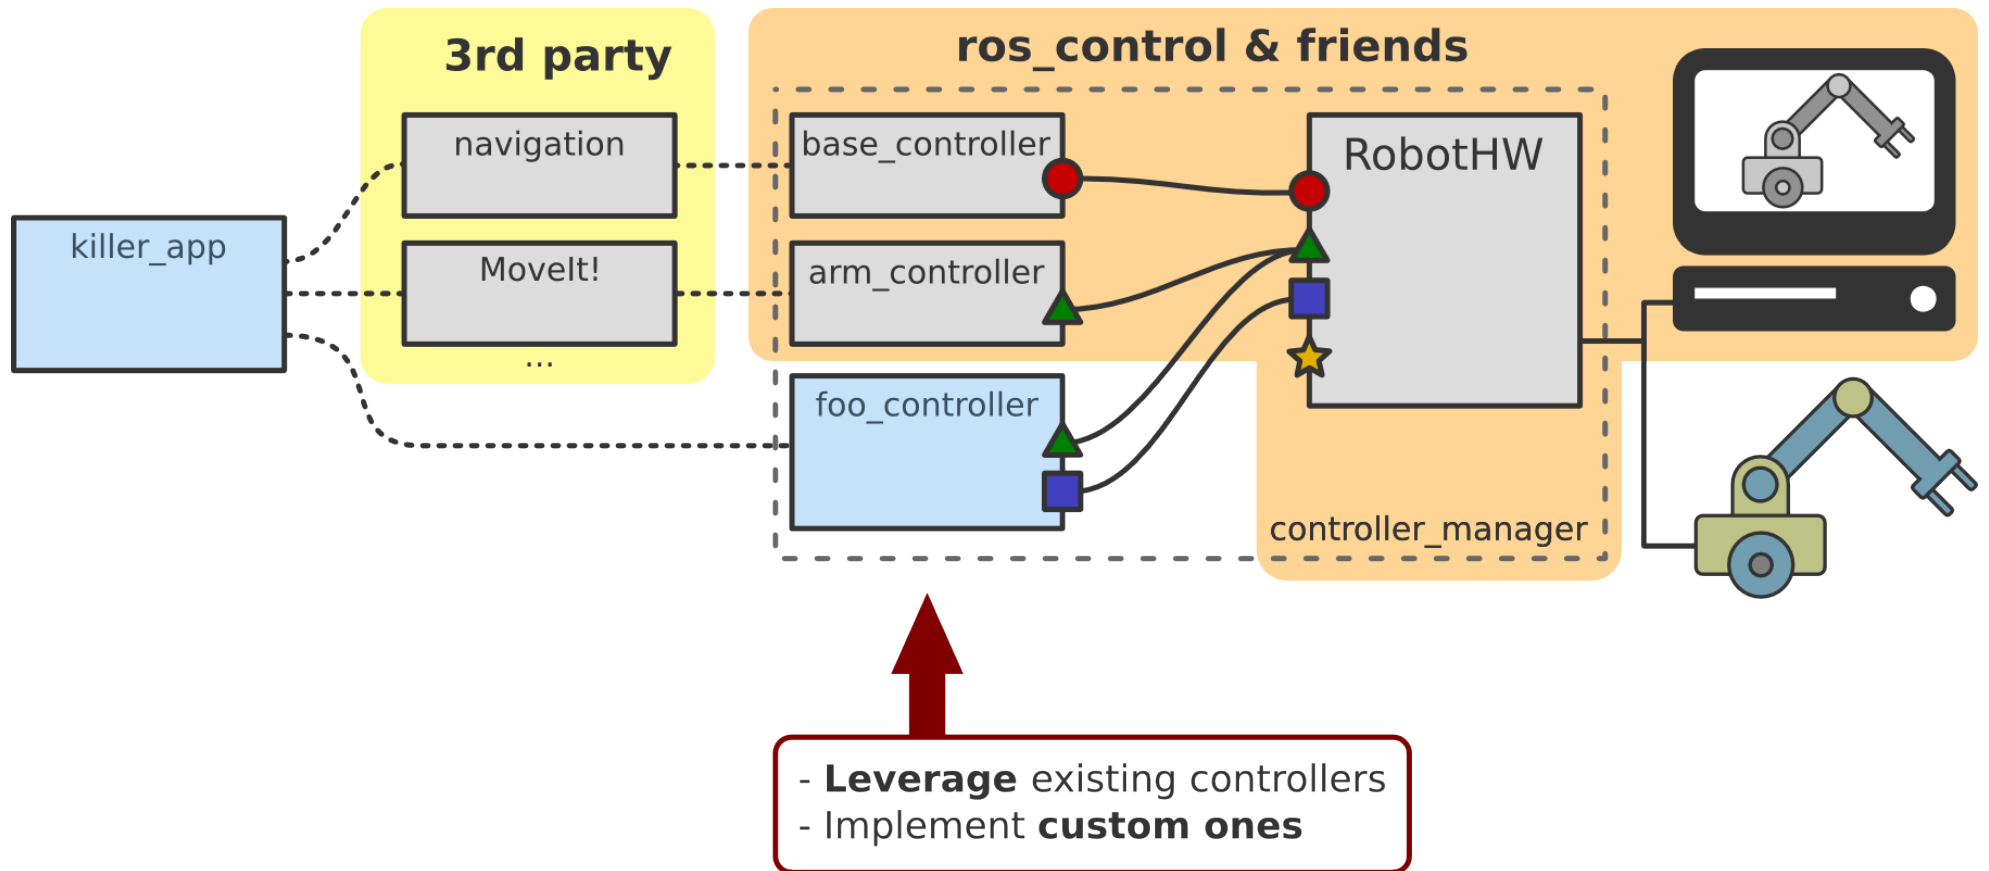 3rd party
ros_control & friends
navigation
base_controller
RobotHW
killer_app
MoveIt!
arm_controller
...
foo_controller
controller_manager
- Leverage existing controllers
- Implement custom ones